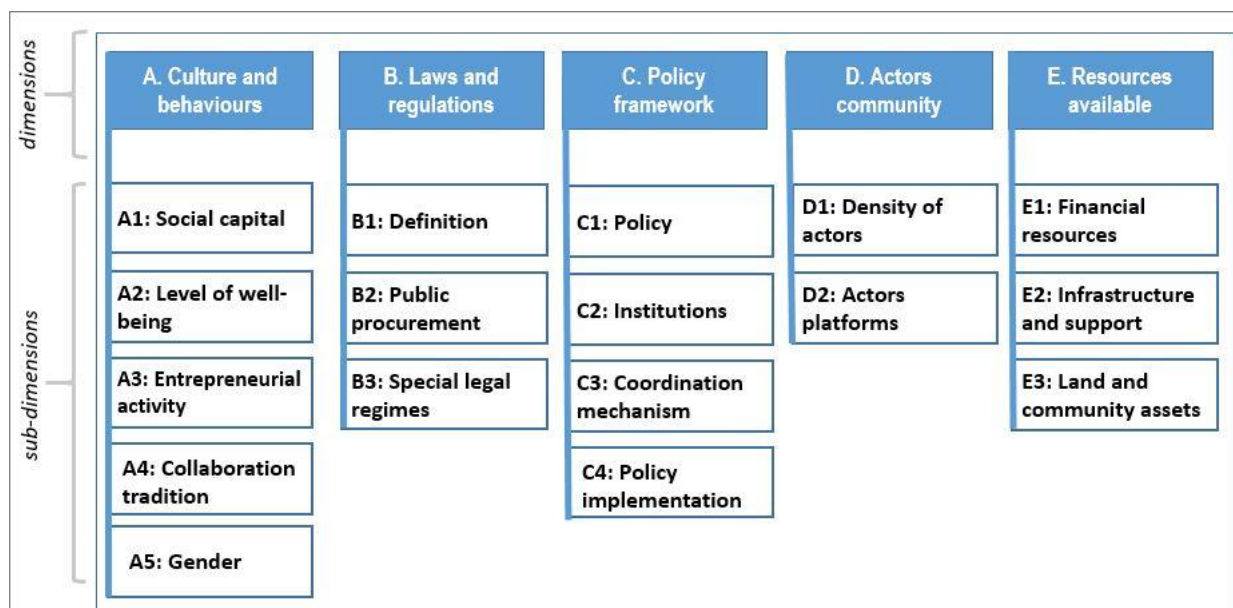 dimensions
A. Culture and
behaviours
B. Laws and
regulations
C. Policy
framework
D. Actors
community
E. Resources
available
sub-dimensions
A1: Social capital
A2: Level of well-
being
A3: Entrepreneurial
activity
A4: Collaboration
tradition
A5: Gender
B1: Definition
B2: Public
procurement
B3: Special legal
regimes
C1: Policy
C2: Institutions
C3: Coordination
mechanism
C4: Policy
implementation
D1: Density of
actors
D2: Actors
platforms
E1: Financial
resources
E2: Infrastructure
and support
E3: Land and
community assets